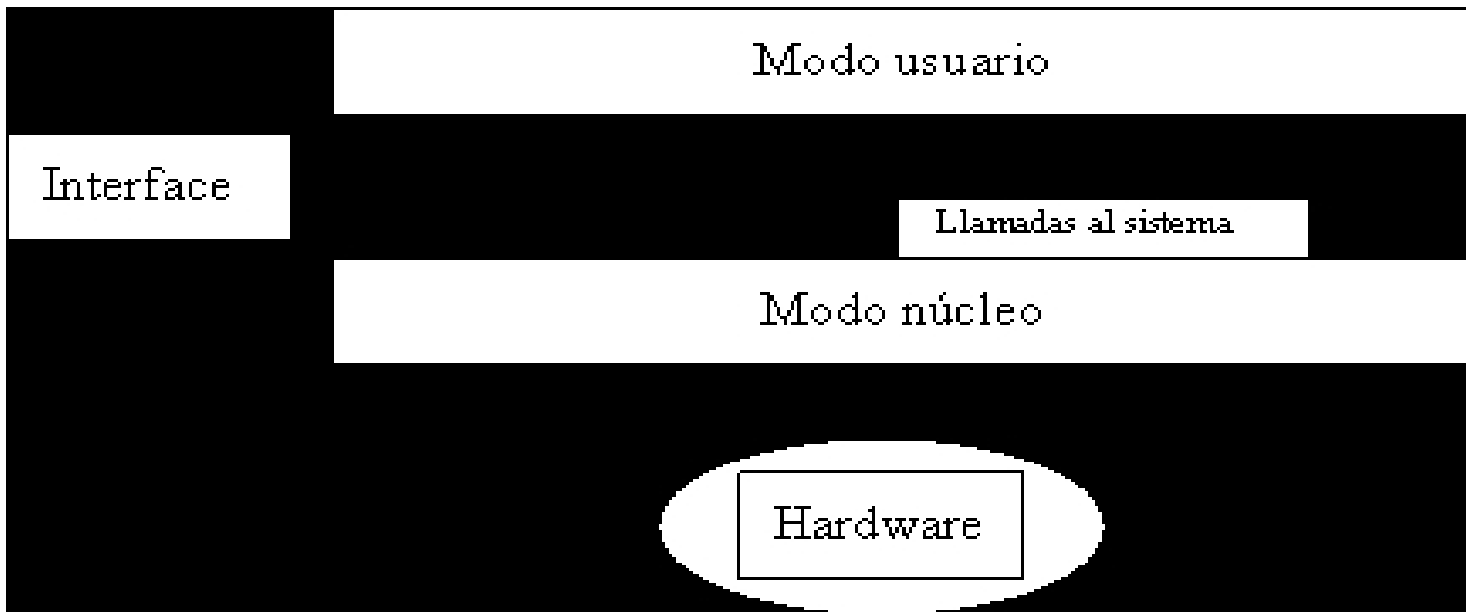 Modo usuario
Interface
Llamadas al sistema
Modo núcleo
Hardware